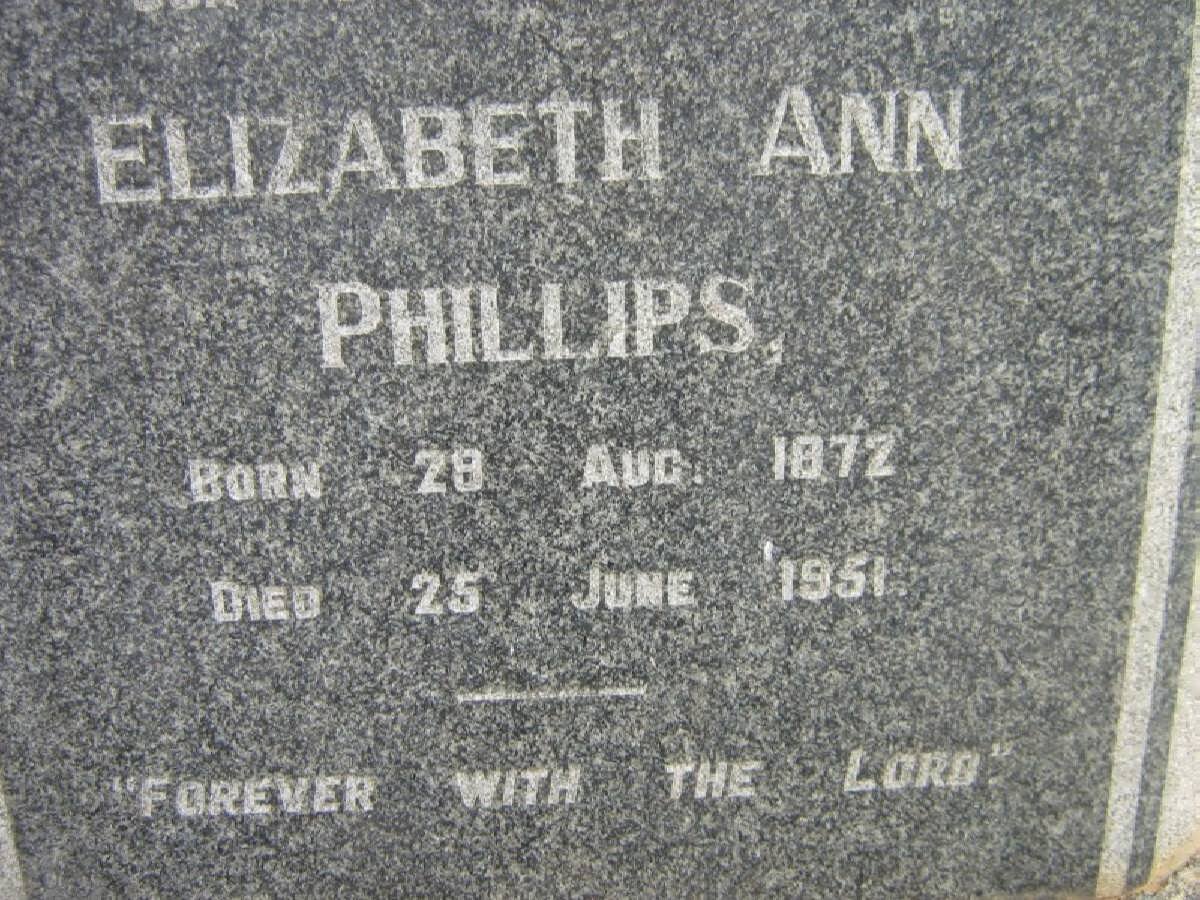 ELIZABETH ANN
PHILLIPS,
BORN 28 AUG. 1872
DIED 25 JUNE 1951.
"FOREVER WITH THE LORD".